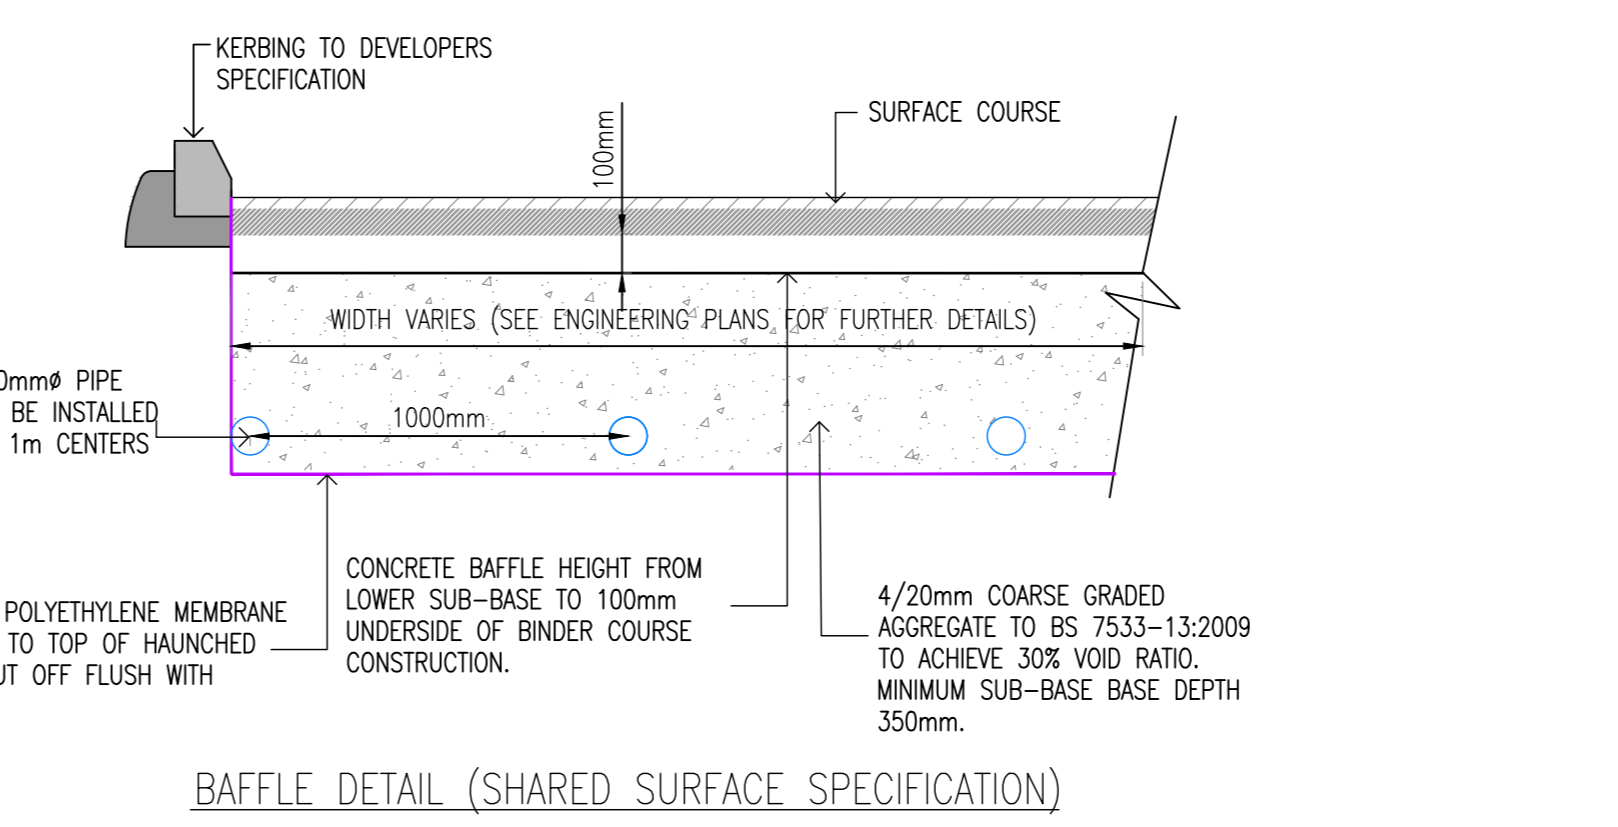 KERBING TO DEVELOPERS
SPECIFICATION
SURFACE COURSE
100mm
WIDTH VARIES (SEE ENGINEERING PLANS FOR FURTHER DETAILS)
0mmø PIPE
BE INSTALLED
1m CENTERS
1000mm
POLYETHYLENE MEMBRANE
TO TOP OF HAUNCHED
OFF FLUSH WITH
CONCRETE BAFFLE HEIGHT FROM
LOWER SUB-BASE TO 100mm
UNDERSIDE OF BINDER COURSE
CONSTRUCTION.
4/20mm COARSE GRADED
AGGREGATE TO BS 7533-13:2009
TO ACHIEVE 30% VOID RATIO.
MINIMUM SUB-BASE BASE DEPTH
350mm.
BAFFLE DETAIL (SHARED SURFACE SPECIFICATION)